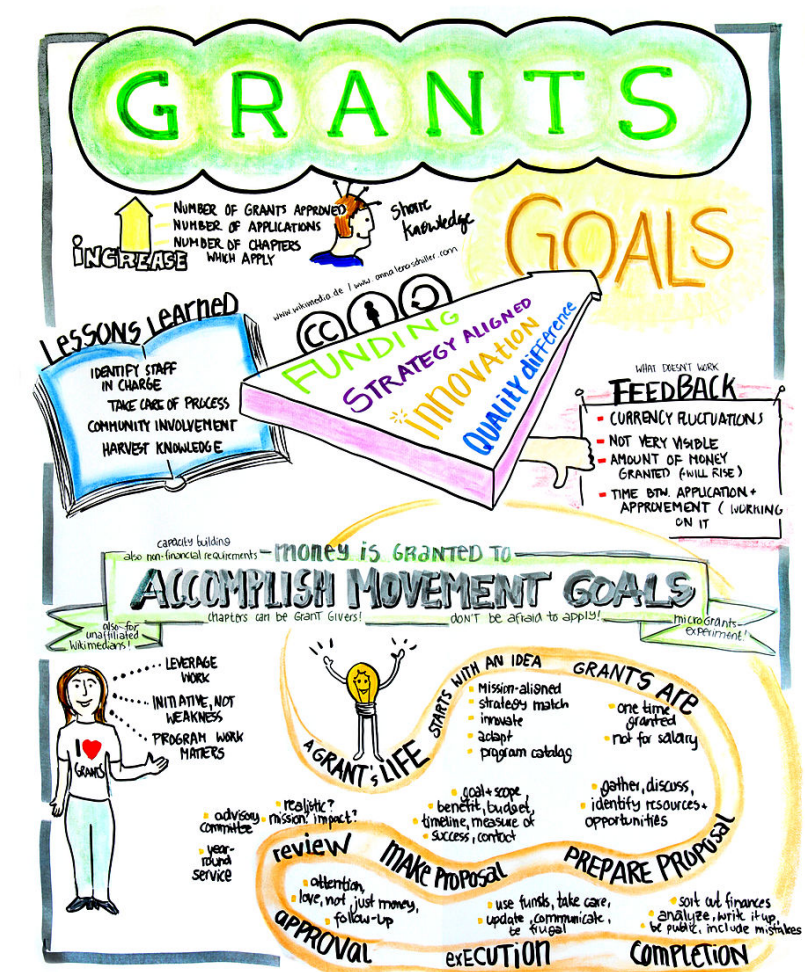 GRANTS
NUMBER OF GRANTS APPROVED
NUMBER OF APPLICATIONS
NUMBER OF CHAPTERS
WHICH APPLY
INCREASE
Share
knowledge
GOALS
www.wikimedia.de / www.annalenaschiller.com
CC
LESSONS LEARNED
IDENTIFY STAFF
IN CHARGE
TAKE CARE OF PROCESS
COMMUNITY INVOLVEMENT
HARVEST KNOWLEDGE
FUNDING
STRATEGY ALIGNED
INNOVATION
QUALITY difference
WHAT DOESN'T WORK
FEEDBACK
CURRENCY FLUCTUATIONS
NOT VERY VISIBLE
AMOUNT OF MONEY
GRANTED (WILL RISE)
TIME BTW. APPLICATION +
APPROVEMENT ( WORKING
ON IT
capacity building
also non-financial requirements - money is GRANTED TO
ACCOMPLISH MOVEMENT GOALS
chapters can be GRANT GIVERS! DON'T be afraid to apply!
also for
unaffiliated
Wikimedians!
microGrants-
experiment!
LEVERAGE
WORK
INITIATIVE, NOT
WEAKNESS
PROGRAM WORK
MATTERS
I ♥
GRANTS
A GRANT'S LIFE
STARTS WITH AN IDEA
Mission-aligned
strategy match
innovate
adapt
program catalog
GRANTS ARE
one time
granted
not for salary
gather, discuss,
identify resources +
opportunities
PREPARE PROPOSAL
goal + scope,
benefit, budget,
timeline, measure of
success, contact
MAKE PROPOSAL
realistic?
mission? impact?
advisory
committee
year-
round
service
review
attention,
love, not just money,
follow-up
APPROVAL
use funds, take care,
update, communicate,
be frugal
EXECUTION
sort out finances
analyze, write it up,
be public, include mistakes
COMPLETION